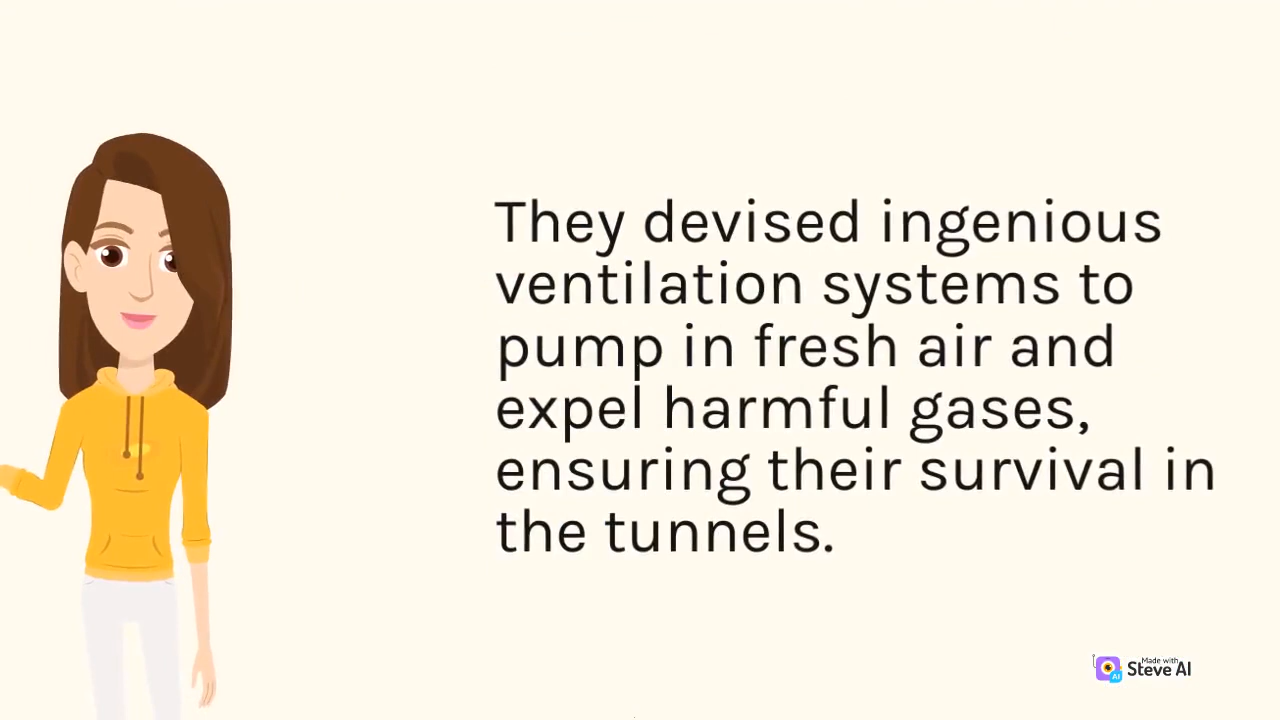 They devised ingenious
ventilation systems to
pump in fresh air and
expel harmful gases,
ensuring their survival in
the tunnels.
Made with
Steve AI
AI